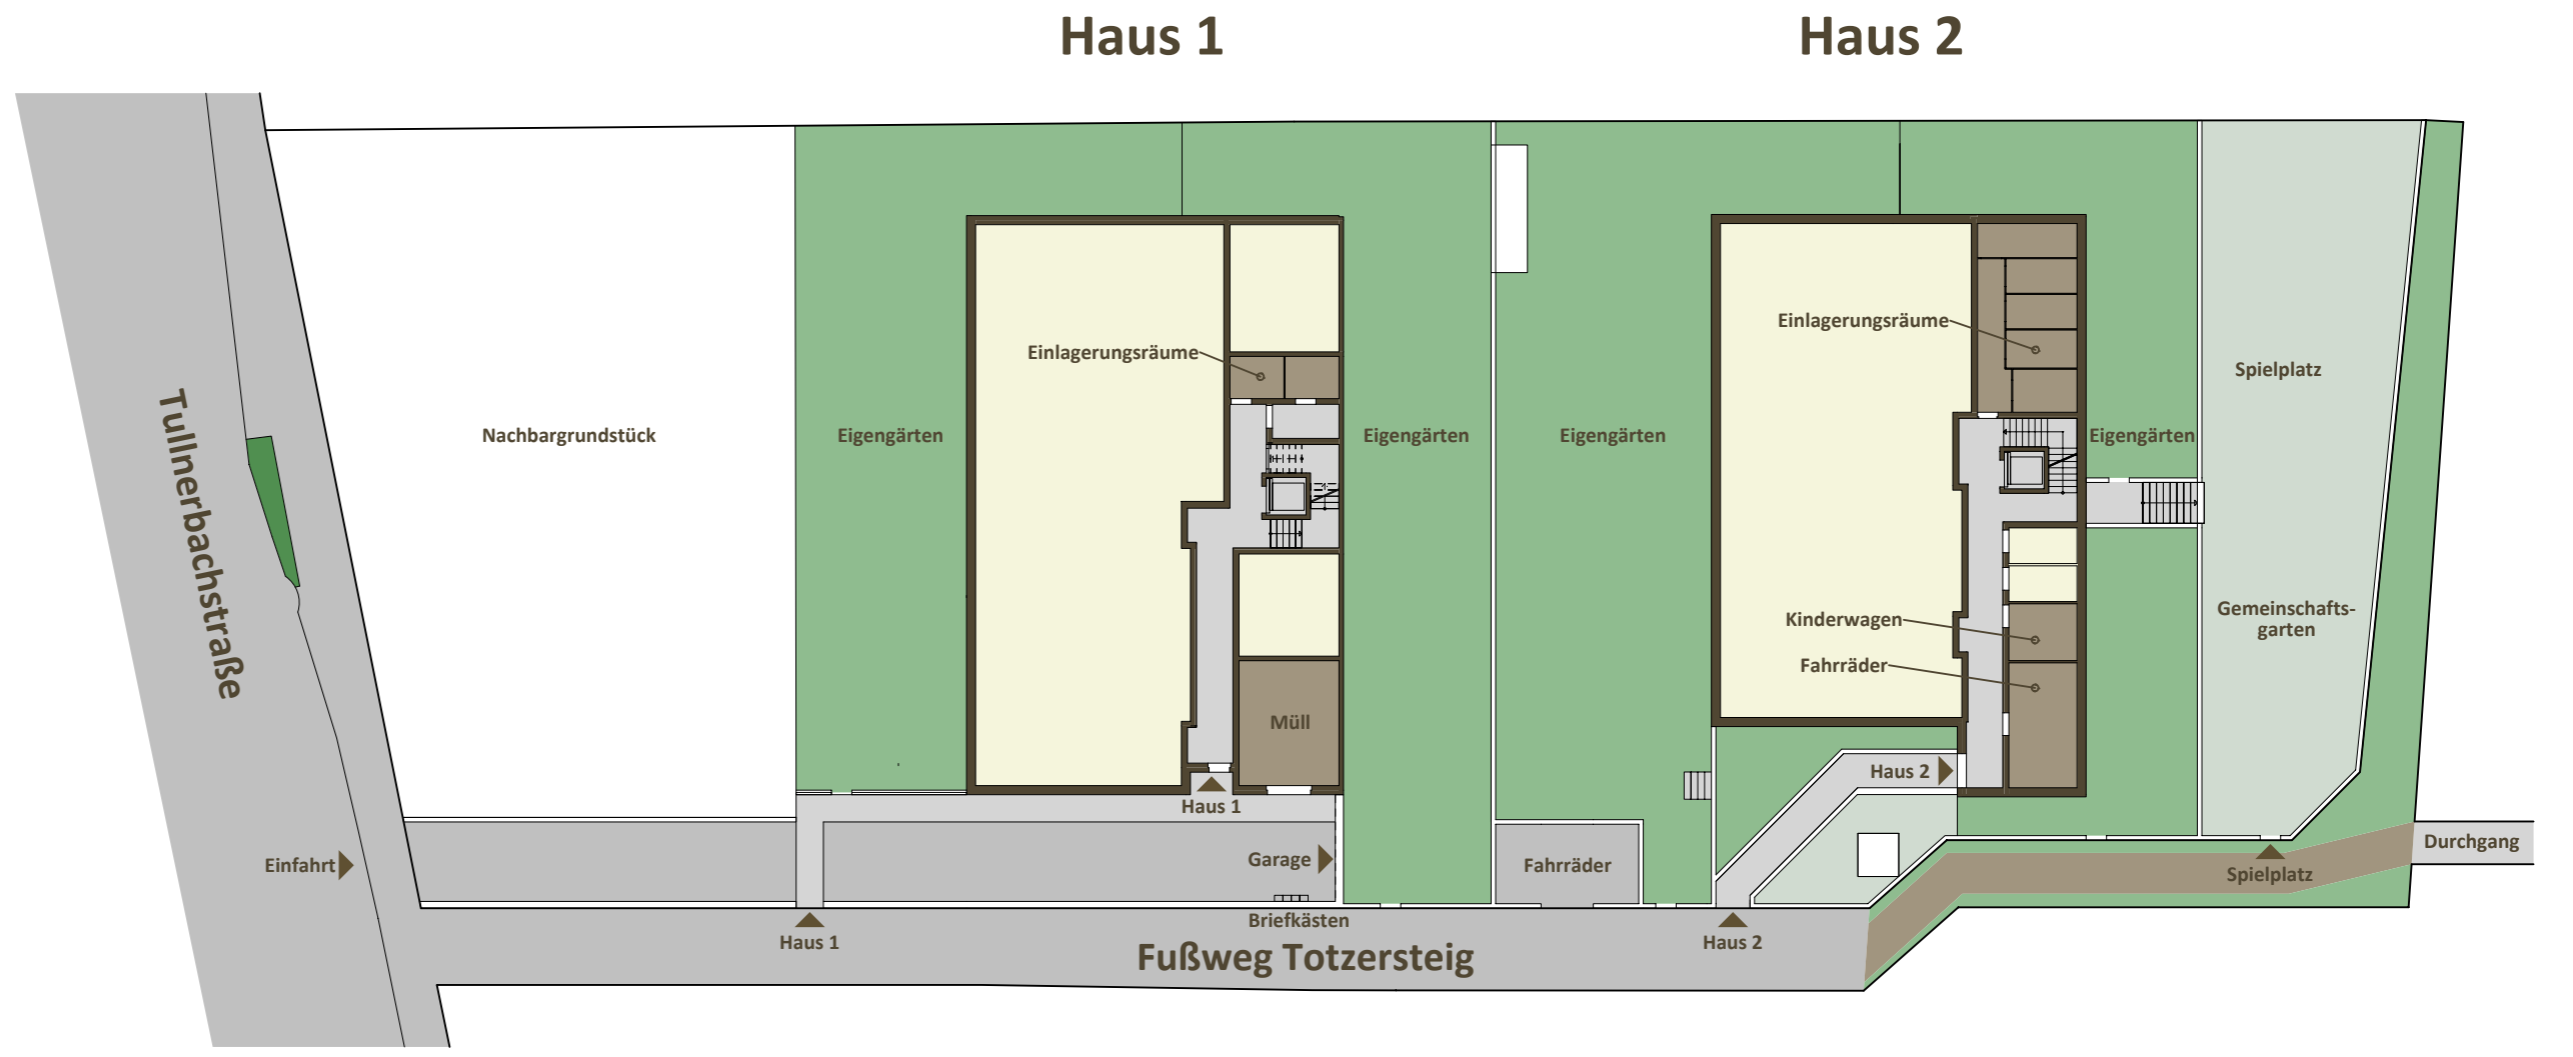 Haus 1
Haus 2
Tullnerbachstraße
Nachbargrundstück
Eigengärten
Einlagerungsräume
Eigengärten
Eigengärten
Einlagerungsräume
Eigengärten
Spielplatz
Gemeinschafts-
garten
Kinderwagen
Fahrräder
Müll
Haus 1
Haus 2
Einfahrt
Garage
Fahrräder
Durchgang
Spielplatz
Briefkästen
Haus 1
Haus 2
Fußweg Totzersteig